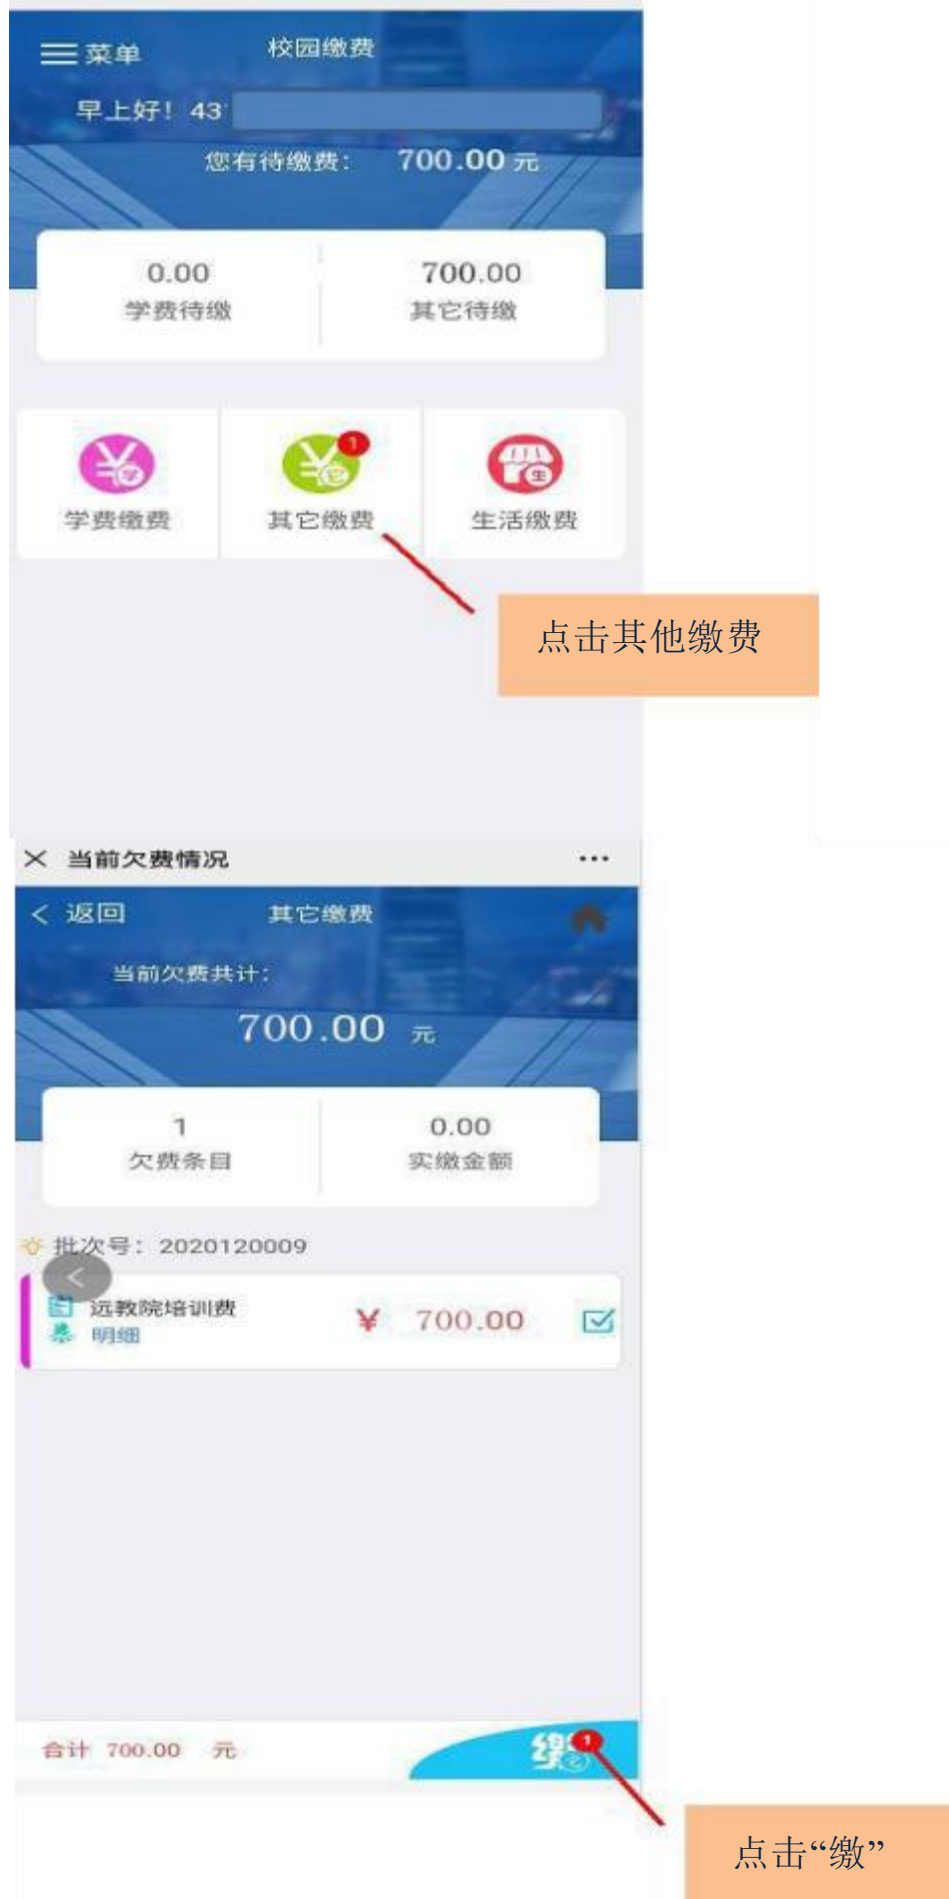 菜单 校园缴费
早上好！ 43
您有待缴费： 700.00 元
0.00 700.00
学费待缴 其它待缴
¥学 ¥它 1 生
学费缴费 其它缴费 生活缴费
点击其他缴费
× 当前欠费情况 ···
< 返回 其它缴费
当前欠费共计：
700.00 元
1 0.00
欠费条目 实缴金额
批次号：2020120009
<
远教院培训费 ¥ 700.00
明细
合计 700.00 元 缴 1
点击“缴”